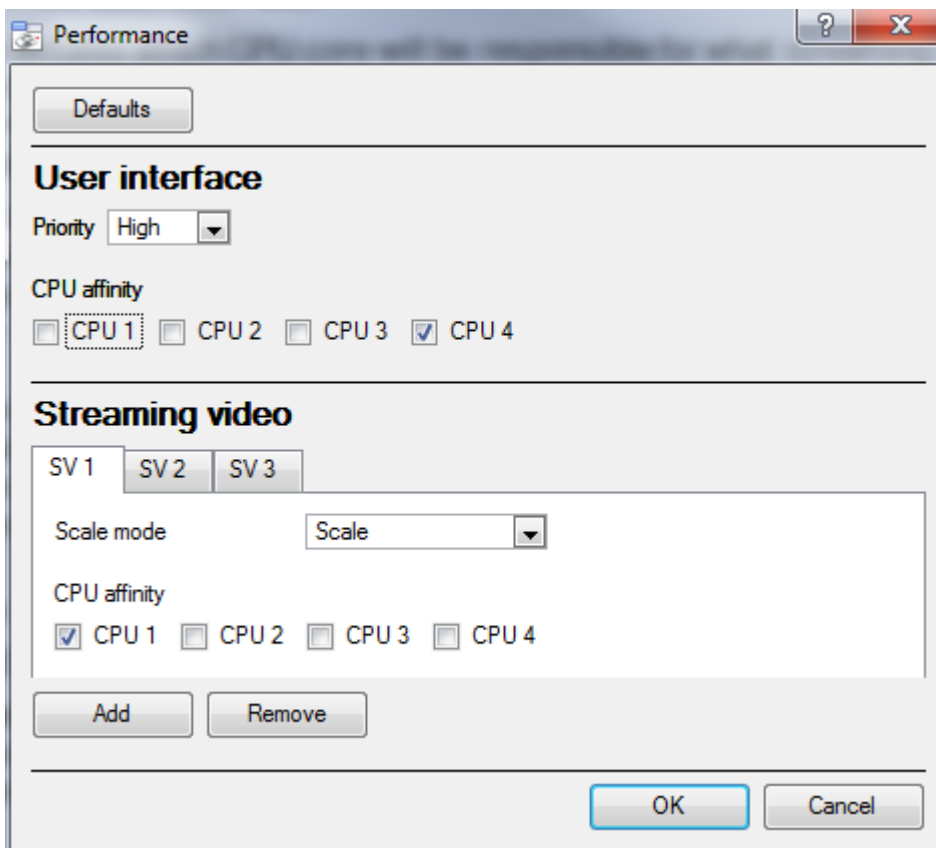 Performance
Defaults
User interface
Priority High
CPU affinity
CPU 1 CPU 2 CPU 3 CPU 4
Streaming video
SV 1 SV 2 SV 3
Scale mode Scale
CPU affinity
CPU 1 CPU 2 CPU 3 CPU 4
Add Remove
OK Cancel